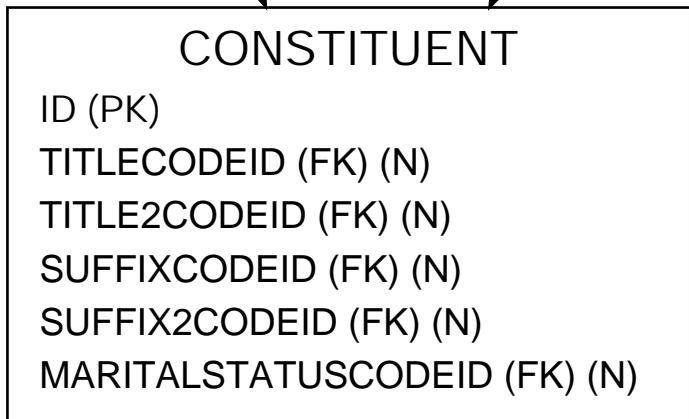 CONSTITUENT
ID (PK)
TITLECODEID (FK) (N)
TITLE2CODEID (FK) (N)
SUFFIXCODEID (FK) (N)
SUFFIX2CODEID (FK) (N)
MARITALSTATUSCODEID (FK) (N)